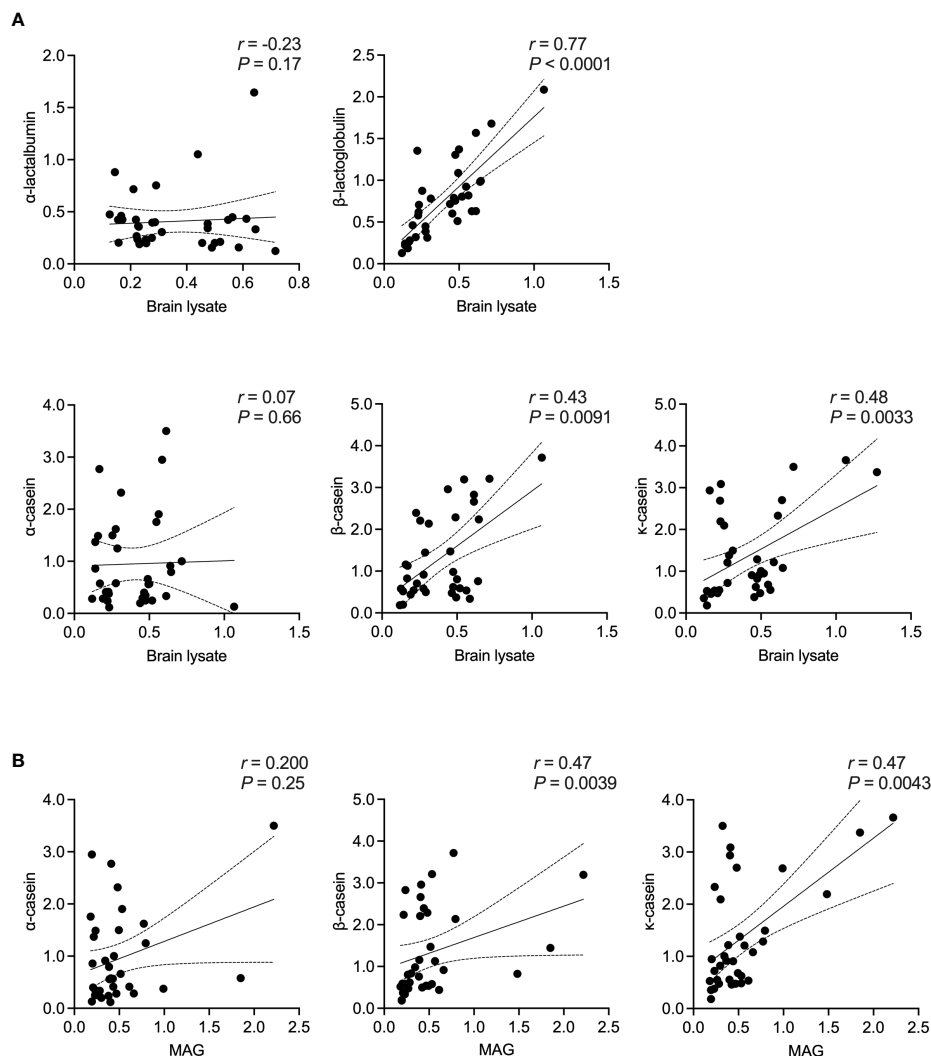 A
r = -0.23
P = 0.17
2.0
1.5
1.0
0.5
0.0
α-lactalbumin
0.0 0.2 0.4 0.6 0.8
Brain lysate
r = 0.77
P < 0.0001
2.5
2.0
1.5
1.0
0.5
0.0
β-lactoglobulin
0.0 0.5 1.0 1.5
Brain lysate
r = 0.07
P = 0.66
4.0
3.0
2.0
1.0
0.0
α-casein
0.0 0.5 1.0 1.5
Brain lysate
r = 0.43
P = 0.0091
5.0
4.0
3.0
2.0
1.0
0.0
β-casein
0.0 0.5 1.0 1.5
Brain lysate
r = 0.48
P = 0.0033
5.0
4.0
3.0
2.0
1.0
0.0
κ-casein
0.0 0.5 1.0 1.5
Brain lysate
B
r = 0.200
P = 0.25
4.0
3.0
2.0
1.0
0.0
α-casein
0.0 0.5 1.0 1.5 2.0 2.5
MAG
r = 0.47
P = 0.0039
5.0
4.0
3.0
2.0
1.0
0.0
β-casein
0.0 0.5 1.0 1.5 2.0 2.5
MAG
r = 0.47
P = 0.0043
4.0
3.0
2.0
1.0
0.0
κ-casein
0.0 0.5 1.0 1.5 2.0 2.5
MAG